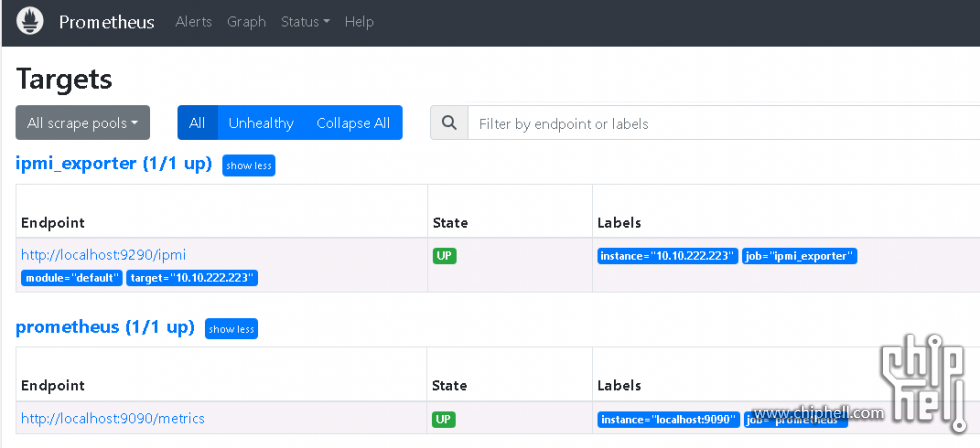 Prometheus Alerts Graph Status Help
Targets
All scrape pools All Unhealthy Collapse All Filter by endpoint or labels
ipmi_exporter (1/1 up) show less
Endpoint State Labels
http://localhost:9290/ipmi UP instance="10.10.222.223" job="ipmi_exporter"
module="default" target="10.10.222.223"
prometheus (1/1 up) show less
Endpoint State Labels
http://localhost:9090/metrics UP instance="localhost:9090" job="prometheus"
chip hell
www.chiphell.com